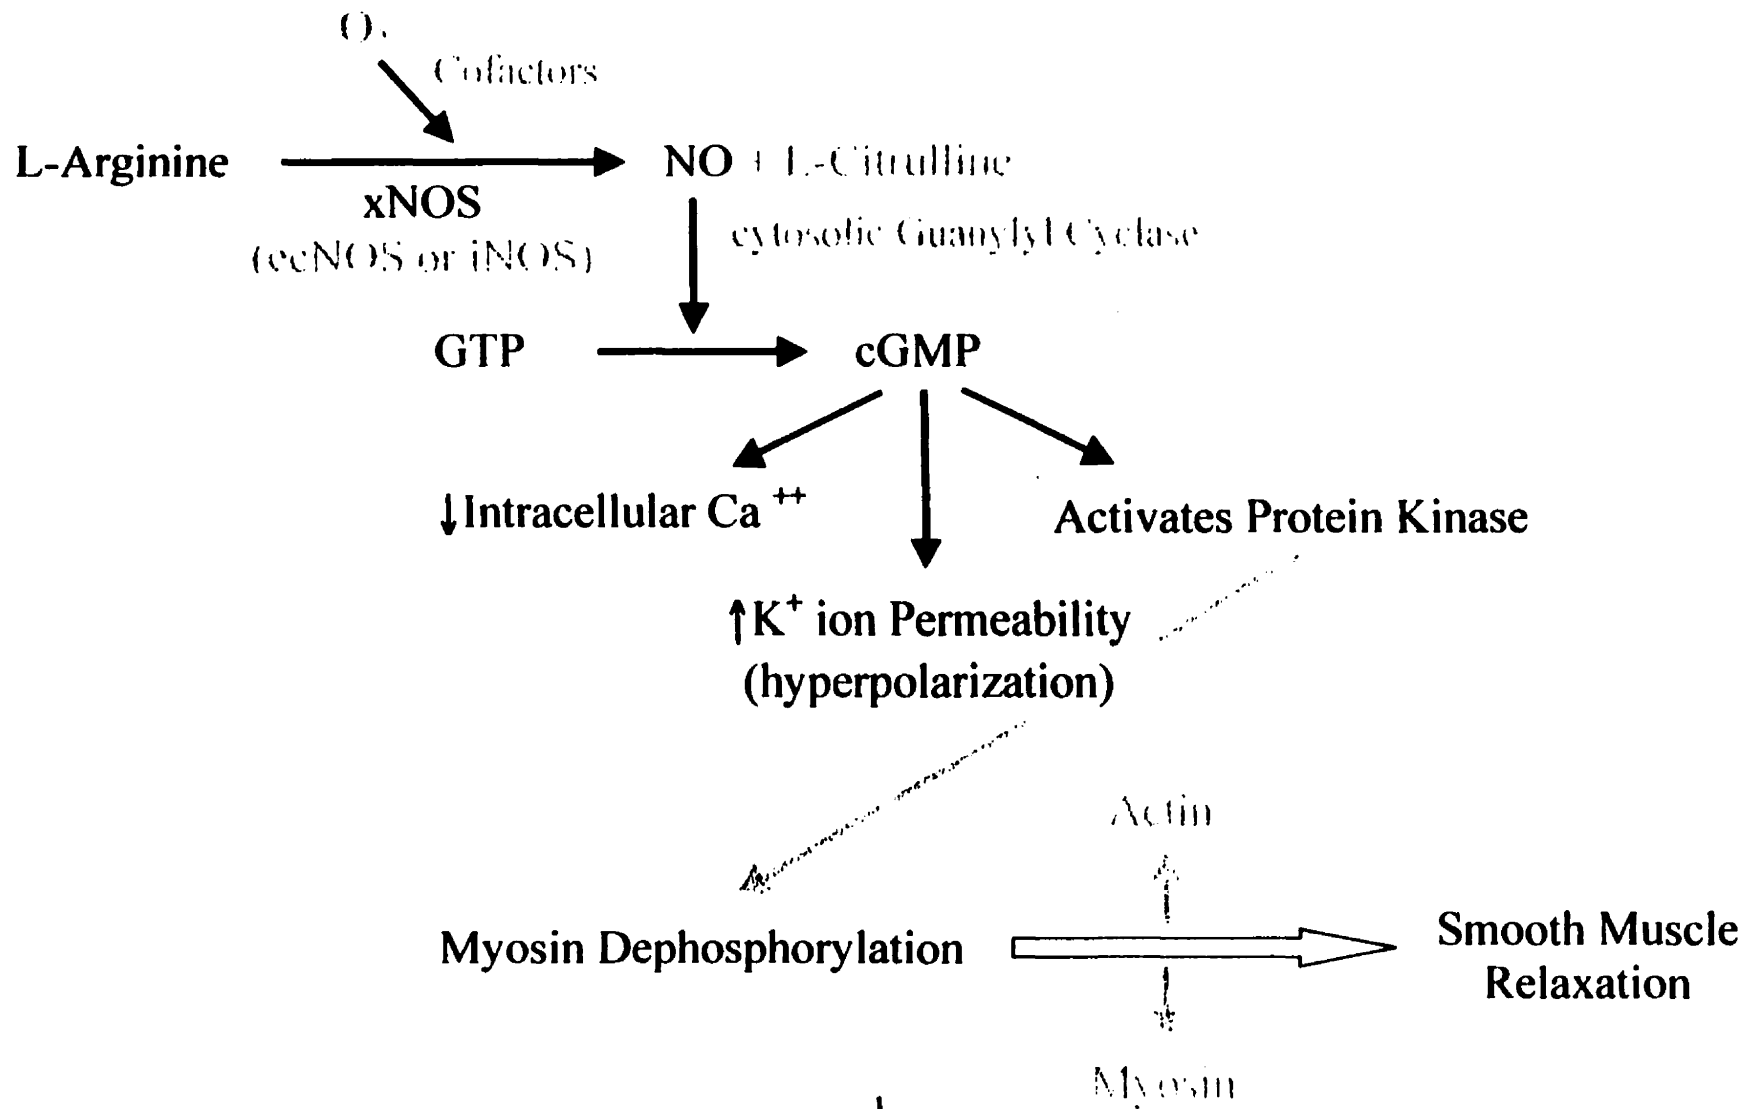 Cofactors
L-Arginine
NO + L-Citrulline
xNOS
(ecNOS or iNOS)
cytosolic Guanylyl Cyclase
GTP
cGMP
↓Intracellular Ca ++
Activates Protein Kinase
↑K+ ion Permeability
(hyperpolarization)
Actin
Myosin Dephosphorylation
Smooth Muscle
Relaxation
Myosin